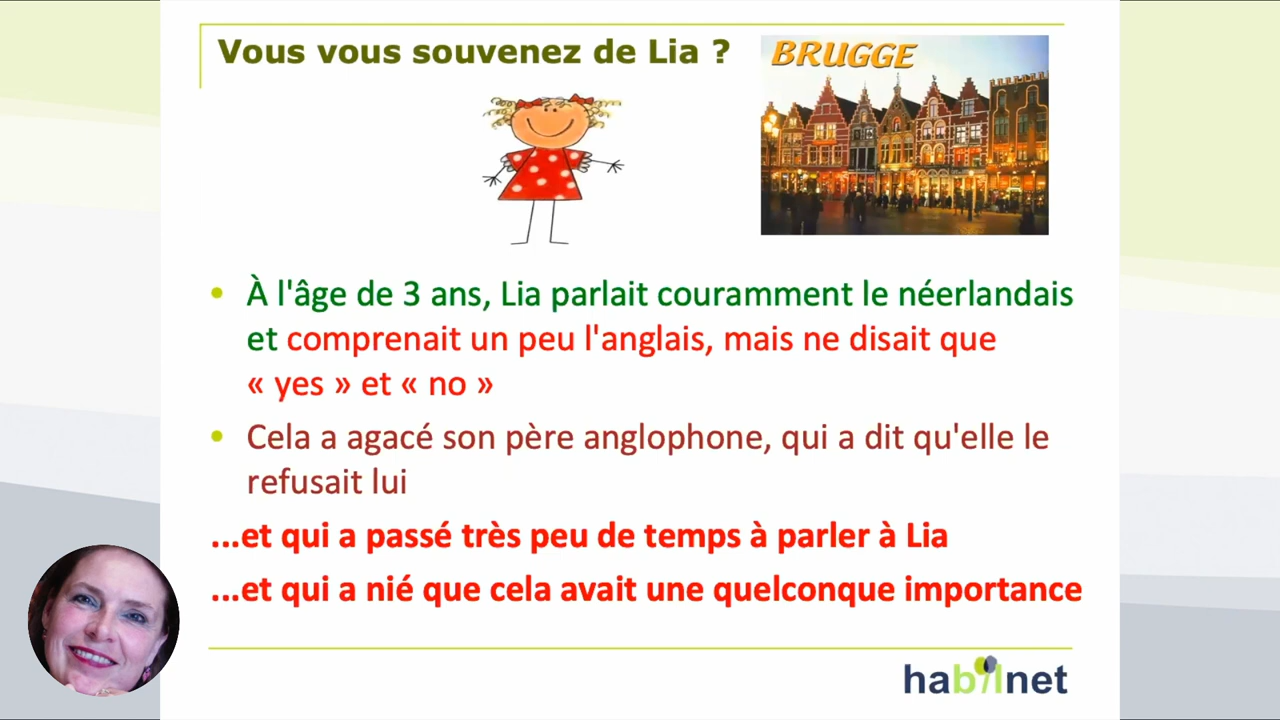 Vous vous souvenez de Lia ?
BRUGGE
• À l'âge de 3 ans, Lia parlait couramment le néerlandais
et comprenait un peu l'anglais, mais ne disait que
« yes » et « no »
• Cela a agacé son père anglophone, qui a dit qu'elle le
refusait lui
...et qui a passé très peu de temps à parler à Lia
...et qui a nié que cela avait une quelconque importance
habilnet